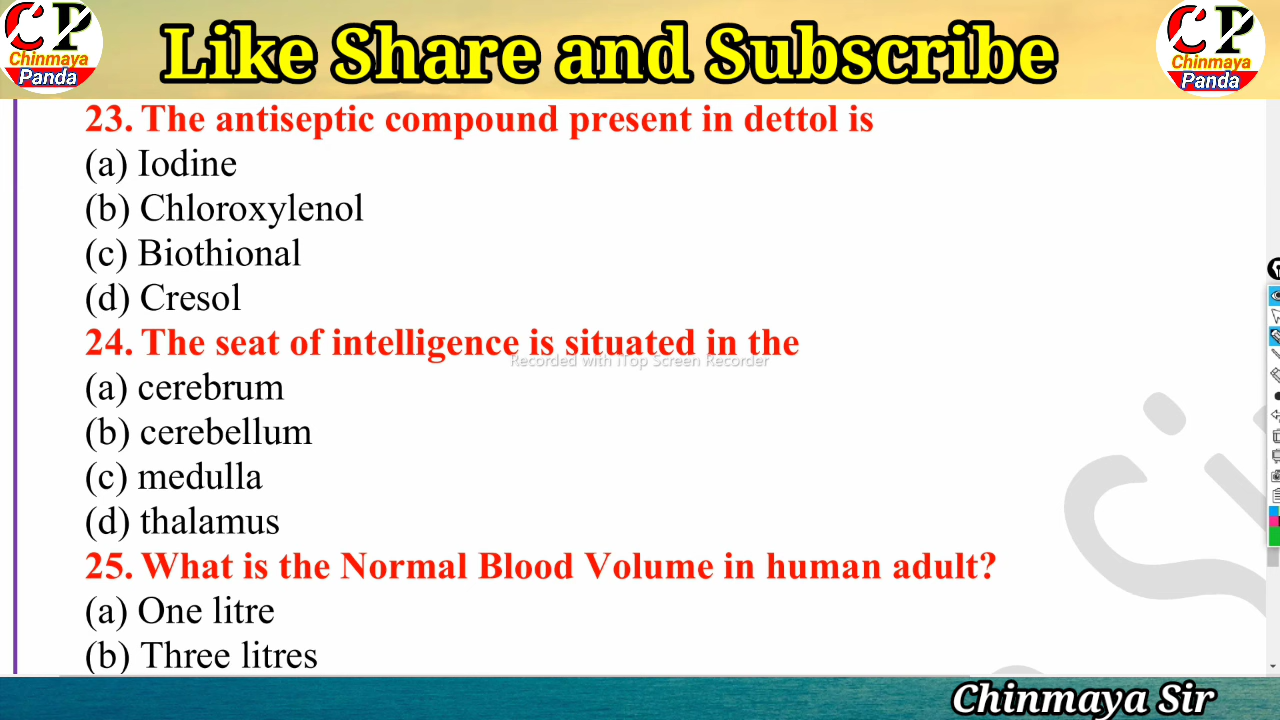 CP
Chinmaya
Panda
Like Share and Subscribe
CP
Chinmaya
Panda
23. The antiseptic compound present in dettol is
(a) Iodine
(b) Chloroxylenol
(c) Biothional
(d) Cresol
24. The seat of intelligence is situated in the
Recorded with iTop Screen Recorder
(a) cerebrum
(b) cerebellum
(c) medulla
(d) thalamus
25. What is the Normal Blood Volume in human adult?
(a) One litre
(b) Three litres
Chinmaya Sir